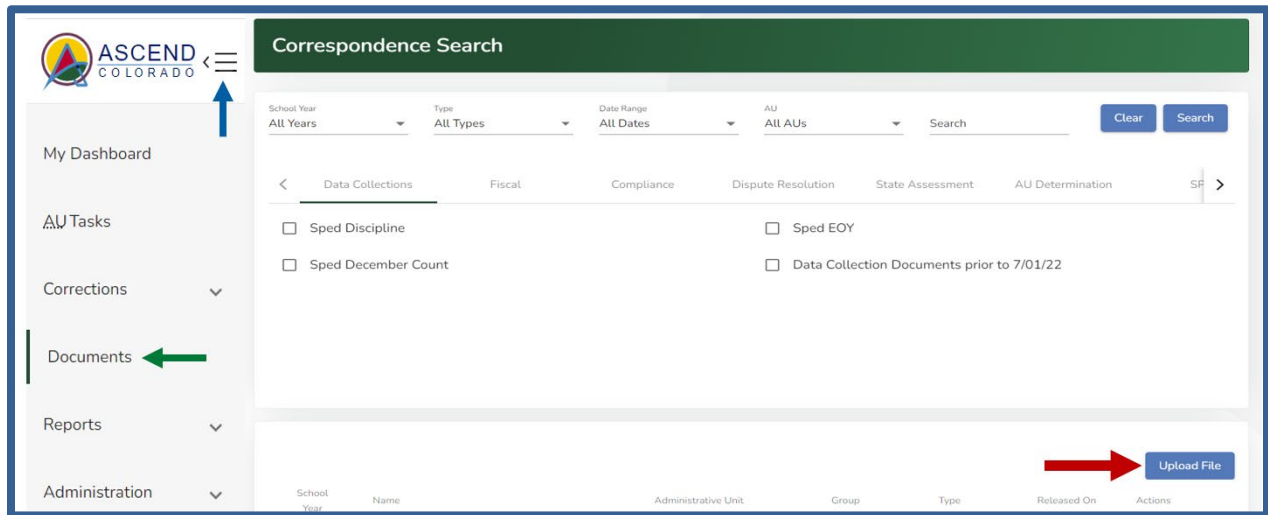 ASCEND
COLORADO
Correspondence Search
School Year
All Years
Type
All Types
Date Range
All Dates
AU
All AUs
Search
Clear
Search
My Dashboard
AU Tasks
Corrections
Documents
Reports
Administration
Data Collections
Fiscal
Compliance
Dispute Resolution
State Assessment
AU Determination
Sped Discipline
Sped EOY
Sped December Count
Data Collection Documents prior to 7/01/22
Upload File
School
Year
Name
Administrative Unit
Group
Type
Released On
Actions